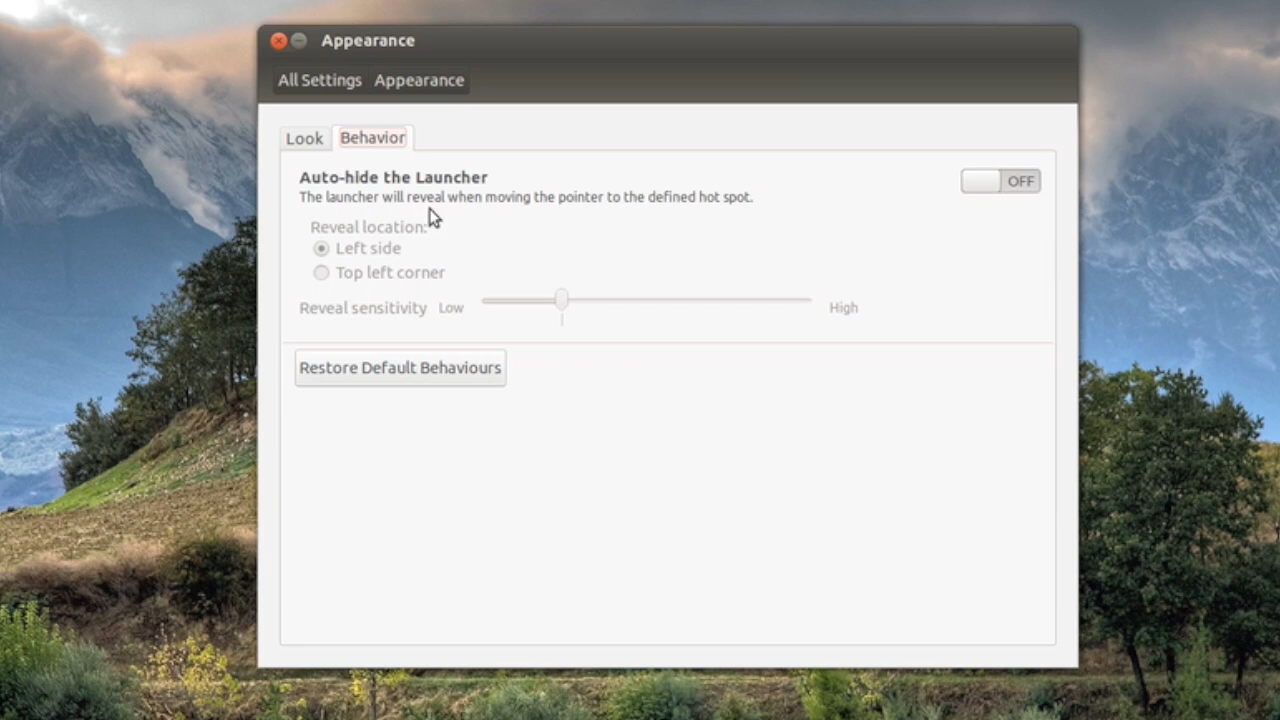 Appearance
All Settings Appearance
Look Behavior
Auto-hide the Launcher
OFF
The launcher will reveal when moving the pointer to the defined hot spot.
Reveal location:
Left side
Top left corner
Reveal sensitivity Low High
Restore Default Behaviours